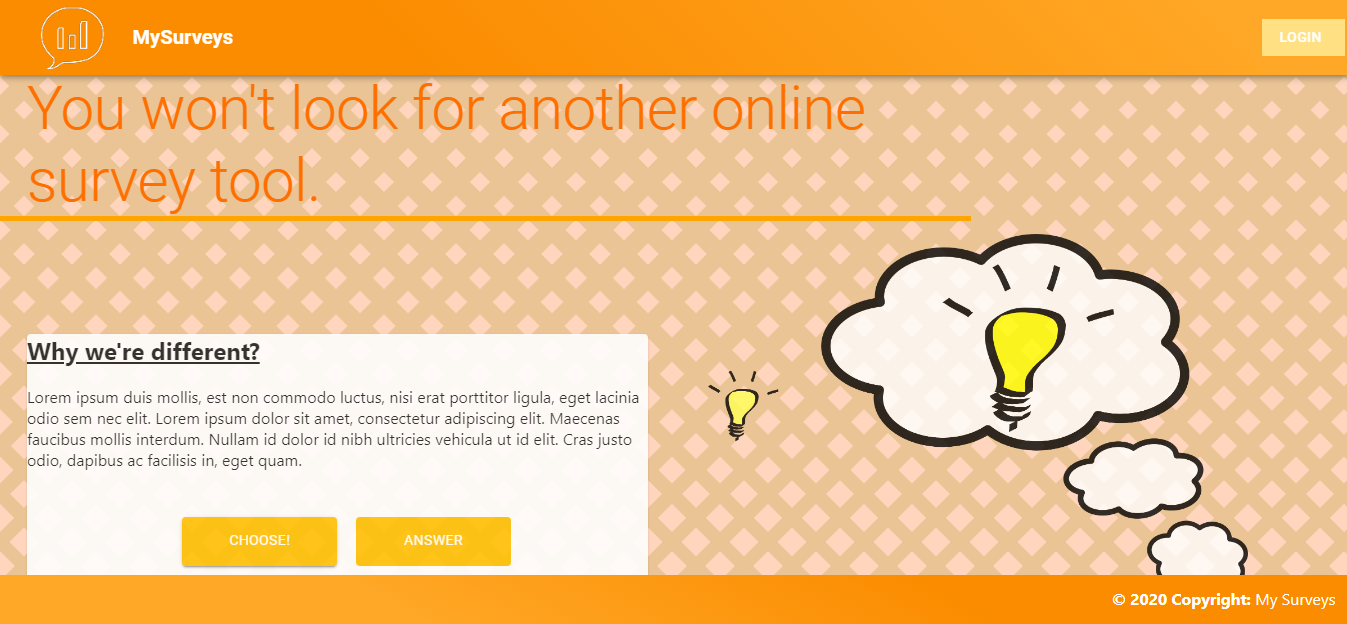 MySurveys
LOGIN
You won't look for another online
survey tool.
Why we're different?
Lorem ipsum duis mollis, est non commodo luctus, nisi erat porttitor ligula, eget lacinia
odio sem nec elit. Lorem ipsum dolor sit amet, consectetur adipiscing elit. Maecenas
faucibus mollis interdum. Nullam id dolor id nibh ultricies vehicula ut id elit. Cras justo
odio, dapibus ac facilisis in, eget quam.
CHOOSE!
ANSWER
© 2020 Copyright: My Surveys